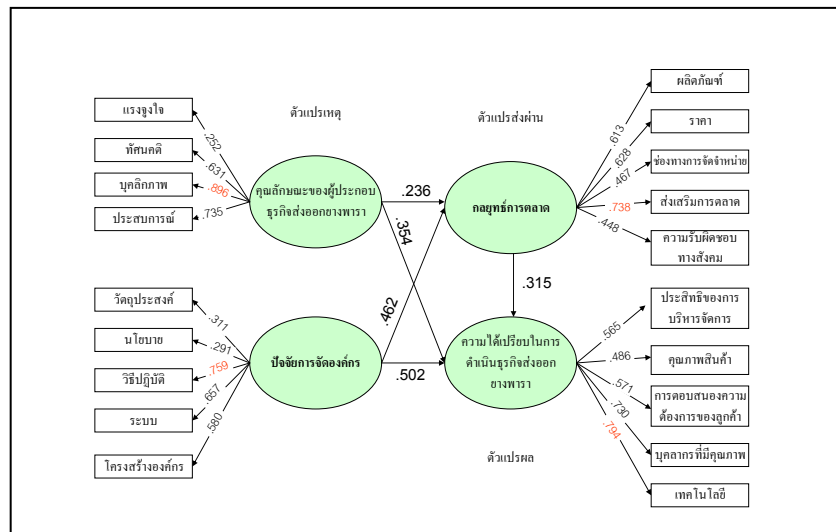 ตัวแปรเหตุ
ตัวแปรส่งผ่าน
แรงจูงใจ
ทัศนคติ
บุคลิกภาพ
ประสบการณ์
.252
.631
.896
.735
คุณลักษณะของผู้ประกอบ
ธุรกิจส่งออกยางพารา
.236
.354
กลยุทธ์การตลาด
.613
.628
.467
.738
.448
ผลิตภัณฑ์
ราคา
ช่องทางการจัดจำหน่าย
ส่งเสริมการตลาด
ความรับผิดชอบ
ทางสังคม
.315
วัตถุประสงค์
นโยบาย
วิธีปฏิบัติ
ระบบ
โครงสร้างองค์กร
.311
.291
.759
.657
.580
ปัจจัยการจัดองค์กร
.462
.502
ความได้เปรียบในการ
ดำเนินธุรกิจส่งออก
ยางพารา
.565
.486
.571
.730
.794
ประสิทธิของการ
บริหารจัดการ
คุณภาพสินค้า
การตอบสนองความ
ต้องการของลูกค้า
บุคลากรที่มีคุณภาพ
เทคโนโลยี
ตัวแปรผล